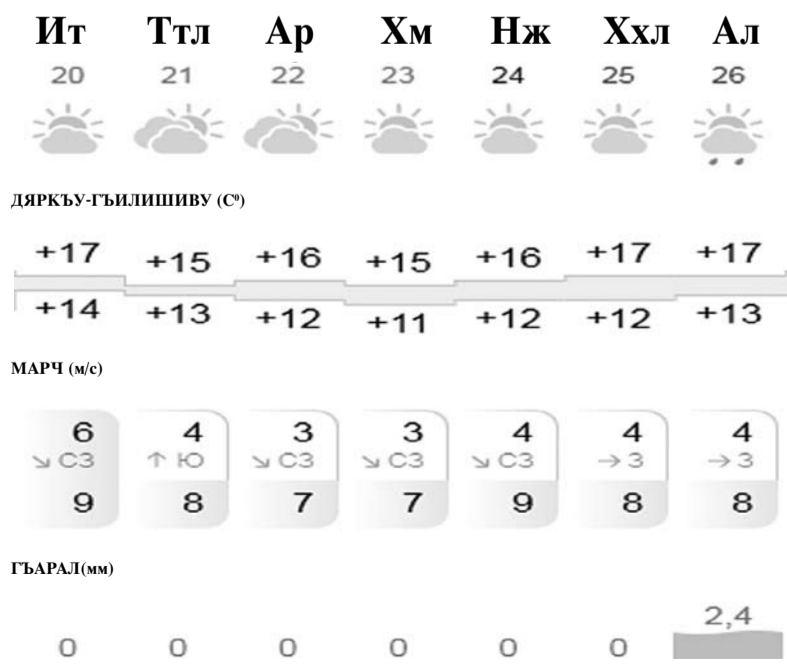 Ит Ттл Ар Хм Нж Ххл Ал
20 21 22 23 24 25 26
ДЯРКЪУ-ГЪИЛИШИВУ (С⁰)
+17 +15 +16 +15 +16 +17 +17
+14 +13 +12 +11 +12 +12 +13
МАРЧ (м/с)
6 4 3 3 4 4 4
↘ СЗ ↑ Ю ↘ СЗ ↘ СЗ ↘ СЗ → З → З
9 8 7 7 9 8 8
ГЪАРАЛ(мм)
2,4
0 0 0 0 0 0